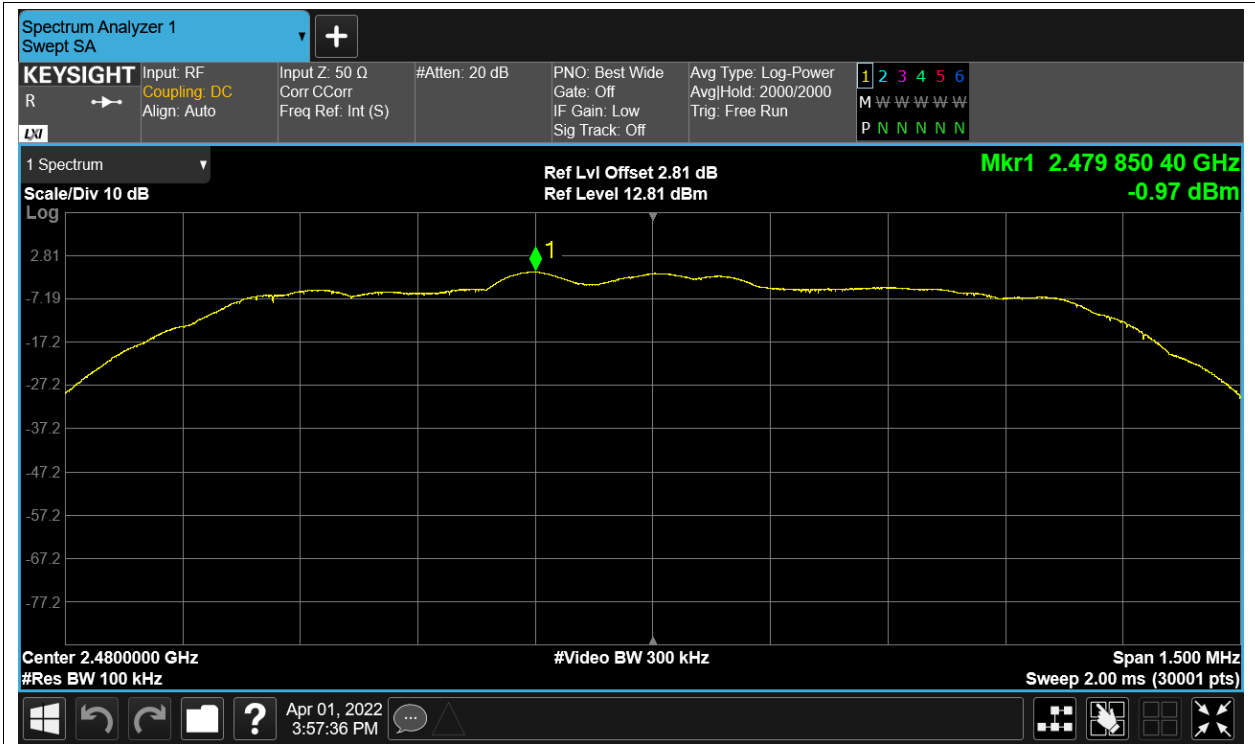 Spectrum Analyzer 1
Swept SA
+
KEYSIGHT
R
LXI
Input: RF
Coupling: DC
Align: Auto
Input Z: 50 Ω
Corr CCorr
Freq Ref: Int (S)
#Atten: 20 dB
PNO: Best Wide
Gate: Off
IF Gain: Low
Sig Track: Off
Avg Type: Log-Power
Avg|Hold: 2000/2000
Trig: Free Run
1 2 3 4 5 6
M W W W W W
P N N N N N
1 Spectrum
Scale/Div 10 dB
Log
Ref Lvl Offset 2.81 dB
Ref Level 12.81 dBm
Mkr1 2.479 850 40 GHz
-0.97 dBm
1
2.81
-7.19
-17.2
-27.2
-37.2
-47.2
-57.2
-67.2
-77.2
Center 2.4800000 GHz
#Res BW 100 kHz
#Video BW 300 kHz
Span 1.500 MHz
Sweep 2.00 ms (30001 pts)
?
Apr 01, 2022
3:57:36 PM